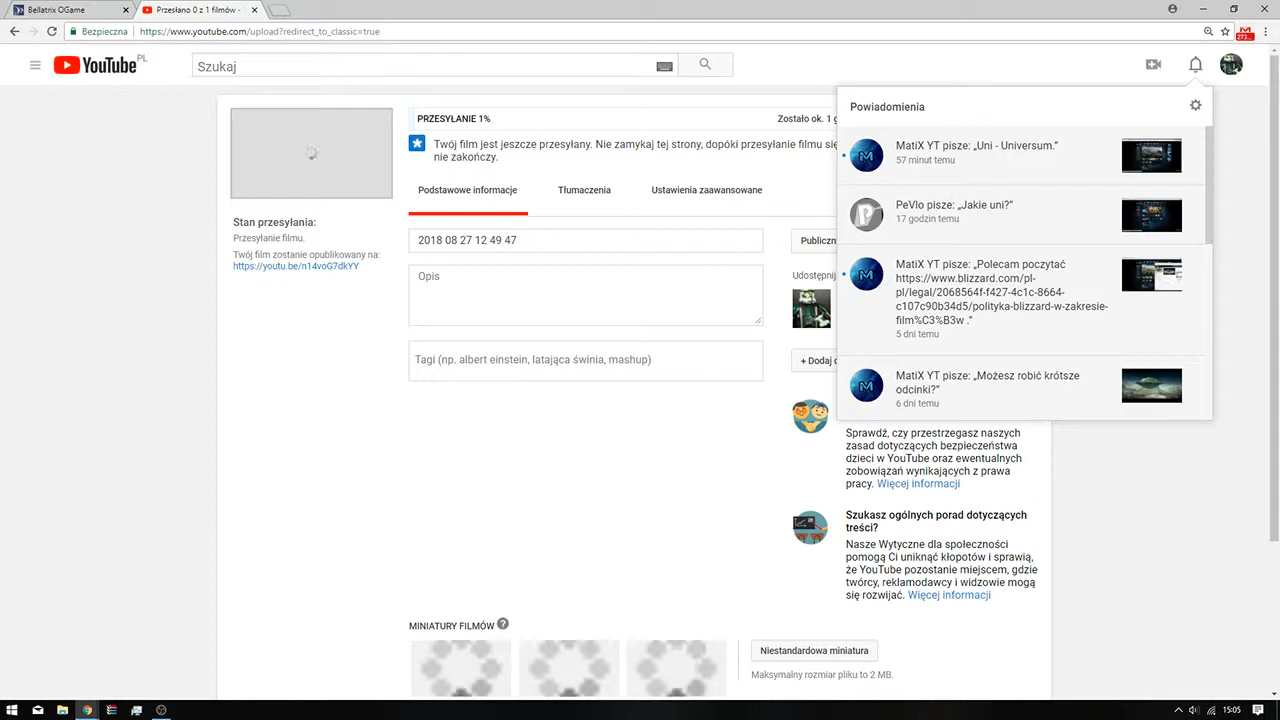 Bellatrix OGame
Przesłano 0 z 1 filmów -
Bezpieczna
https://www.youtube.com/upload?redirect_to_classic=true
273...
YouTube PL
Szukaj
PRZESYŁANIE 1%
Zostało ok. 1 g
Twój film jest jeszcze przesyłany. Nie zamykaj tej strony, dopóki przesyłanie filmu się
nie zakończy.
Podstawowe informacje
Tłumaczenia
Ustawienia zaawansowane
Stan przesyłania:
Przesyłanie filmu.
Twój film zostanie opublikowany na:
https://youtu.be/n14voG7dkYY
2018 08 27 12 49 47
Opis
Tagi (np. albert einstein, latająca świnia, mashup)
Publiczn
Udostępnij
+ Dodaj
Powiadomienia
MatiX YT pisze: „Uni - Universum.”
57 minut temu
PeVlo pisze: „Jakie uni?”
17 godzin temu
MatiX YT pisze: „Polecam poczytać
https://www.blizzard.com/pl-
pl/legal/2068564f-f427-4c1c-8664-
c107c90b34d5/polityka-blizzard-w-zakresie-
film%C3%B3w .”
5 dni temu
MatiX YT pisze: „Możesz robić krótsze
odcinki?”
6 dni temu
Sprawdź, czy przestrzegasz naszych
zasad dotyczących bezpieczeństwa
dzieci w YouTube oraz ewentualnych
zobowiązań wynikających z prawa
pracy. Więcej informacji
Szukasz ogólnych porad dotyczących
treści?
Nasze Wytyczne dla społeczności
pomogą Ci uniknąć kłopotów i sprawią,
że YouTube pozostanie miejscem, gdzie
twórcy, reklamodawcy i widzowie mogą
się rozwijać. Więcej informacji
MINIATURY FILMÓW
Niestandardowa miniatura
Maksymalny rozmiar pliku to 2 MB.
15:05